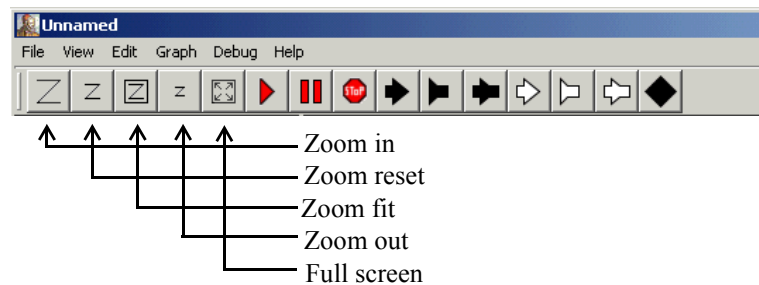 Unnamed
File View Edit Graph Debug Help
Z Z Z z STOP
Zoom in
Zoom reset
Zoom fit
Zoom out
Full screen